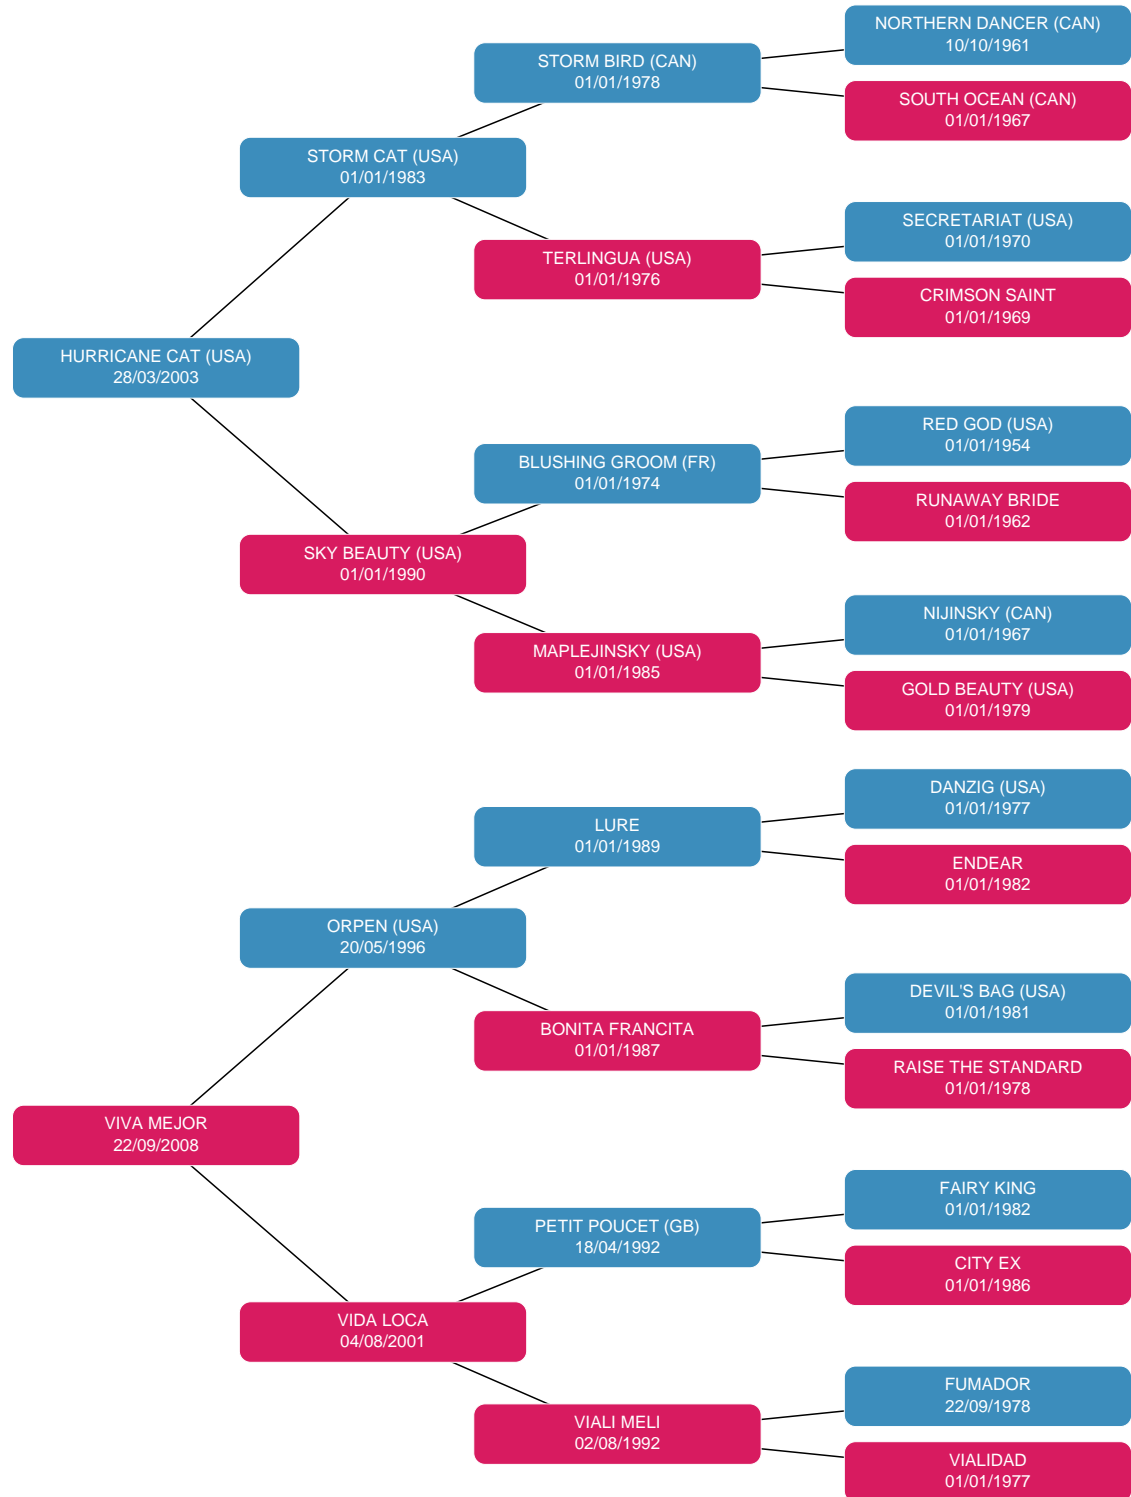 NORTHERN DANCER (CAN)
10/10/1961
STORM BIRD (CAN)
01/01/1978
SOUTH OCEAN (CAN)
01/01/1967
STORM CAT (USA)
01/01/1983
SECRETARIAT (USA)
01/01/1970
TERLINGUA (USA)
01/01/1976
CRIMSON SAINT
01/01/1969
HURRICANE CAT (USA)
28/03/2003
RED GOD (USA)
01/01/1954
BLUSHING GROOM (FR)
01/01/1974
RUNAWAY BRIDE
01/01/1962
SKY BEAUTY (USA)
01/01/1990
NIJINSKY (CAN)
01/01/1967
MAPLEJINSKY (USA)
01/01/1985
GOLD BEAUTY (USA)
01/01/1979
DANZIG (USA)
01/01/1977
LURE
01/01/1989
ENDEAR
01/01/1982
ORPEN (USA)
20/05/1996
DEVIL'S BAG (USA)
01/01/1981
BONITA FRANCITA
01/01/1987
RAISE THE STANDARD
01/01/1978
VIVA MEJOR
22/09/2008
FAIRY KING
01/01/1982
PETIT POUCET (GB)
18/04/1992
CITY EX
01/01/1986
VIDA LOCA
04/08/2001
FUMADOR
22/09/1978
VIALI MELI
02/08/1992
VIALIDAD
01/01/1977